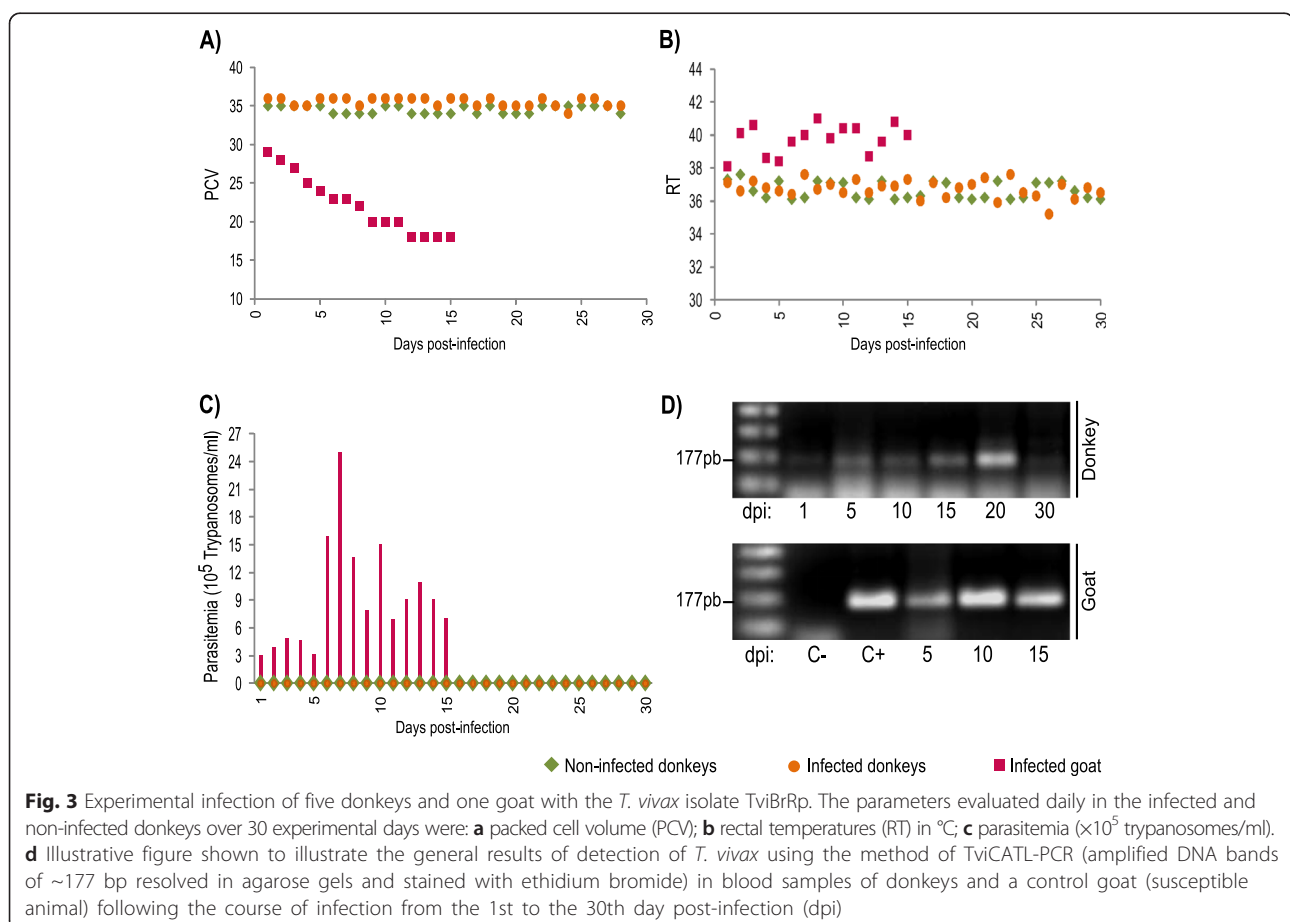 A)
40
35
30
25
20
15
10
PCV
0
5
10
15
20
25
30
Days post-infection
B)
44
42
40
38
36
34
32
30
RT
0
5
10
15
20
25
30
Days post-infection
C)
27
24
21
18
15
12
9
6
3
0
Parasitemia (10⁵ Trypanosomes/ml)
1
5
10
15
20
25
30
Days post-infection
D)
177pb
dpi: 1 5 10 15 20 30
Donkey
177pb
dpi: C- C+ 5 10 15
Goat
Non-infected donkeys Infected donkeys Infected goat
Fig. 3 Experimental infection of five donkeys and one goat with the T. vivax isolate TviBrRp. The parameters evaluated daily in the infected and
non-infected donkeys over 30 experimental days were: a packed cell volume (PCV); b rectal temperatures (RT) in °C; c parasitemia (×10⁵ trypanosomes/ml).
d Illustrative figure shown to illustrate the general results of detection of T. vivax using the method of TviCATL-PCR (amplified DNA bands
of ~177 bp resolved in agarose gels and stained with ethidium bromide) in blood samples of donkeys and a control goat (susceptible
animal) following the course of infection from the 1st to the 30th day post-infection (dpi)